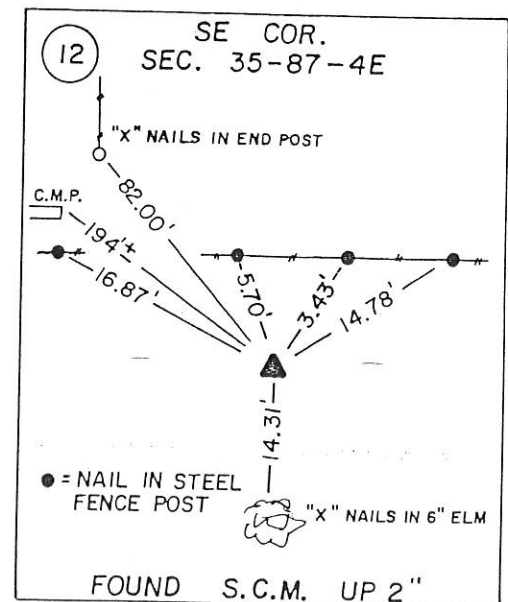 12
SE COR.
SEC. 35-87-4E
"X" NAILS IN END POST
C.M.P.
82.00'
194'±
16.87'
5.70'
3.43'
14.78'
14.31'
● = NAIL IN STEEL
FENCE POST
"X" NAILS IN 6" ELM
FOUND S.C.M. UP 2"